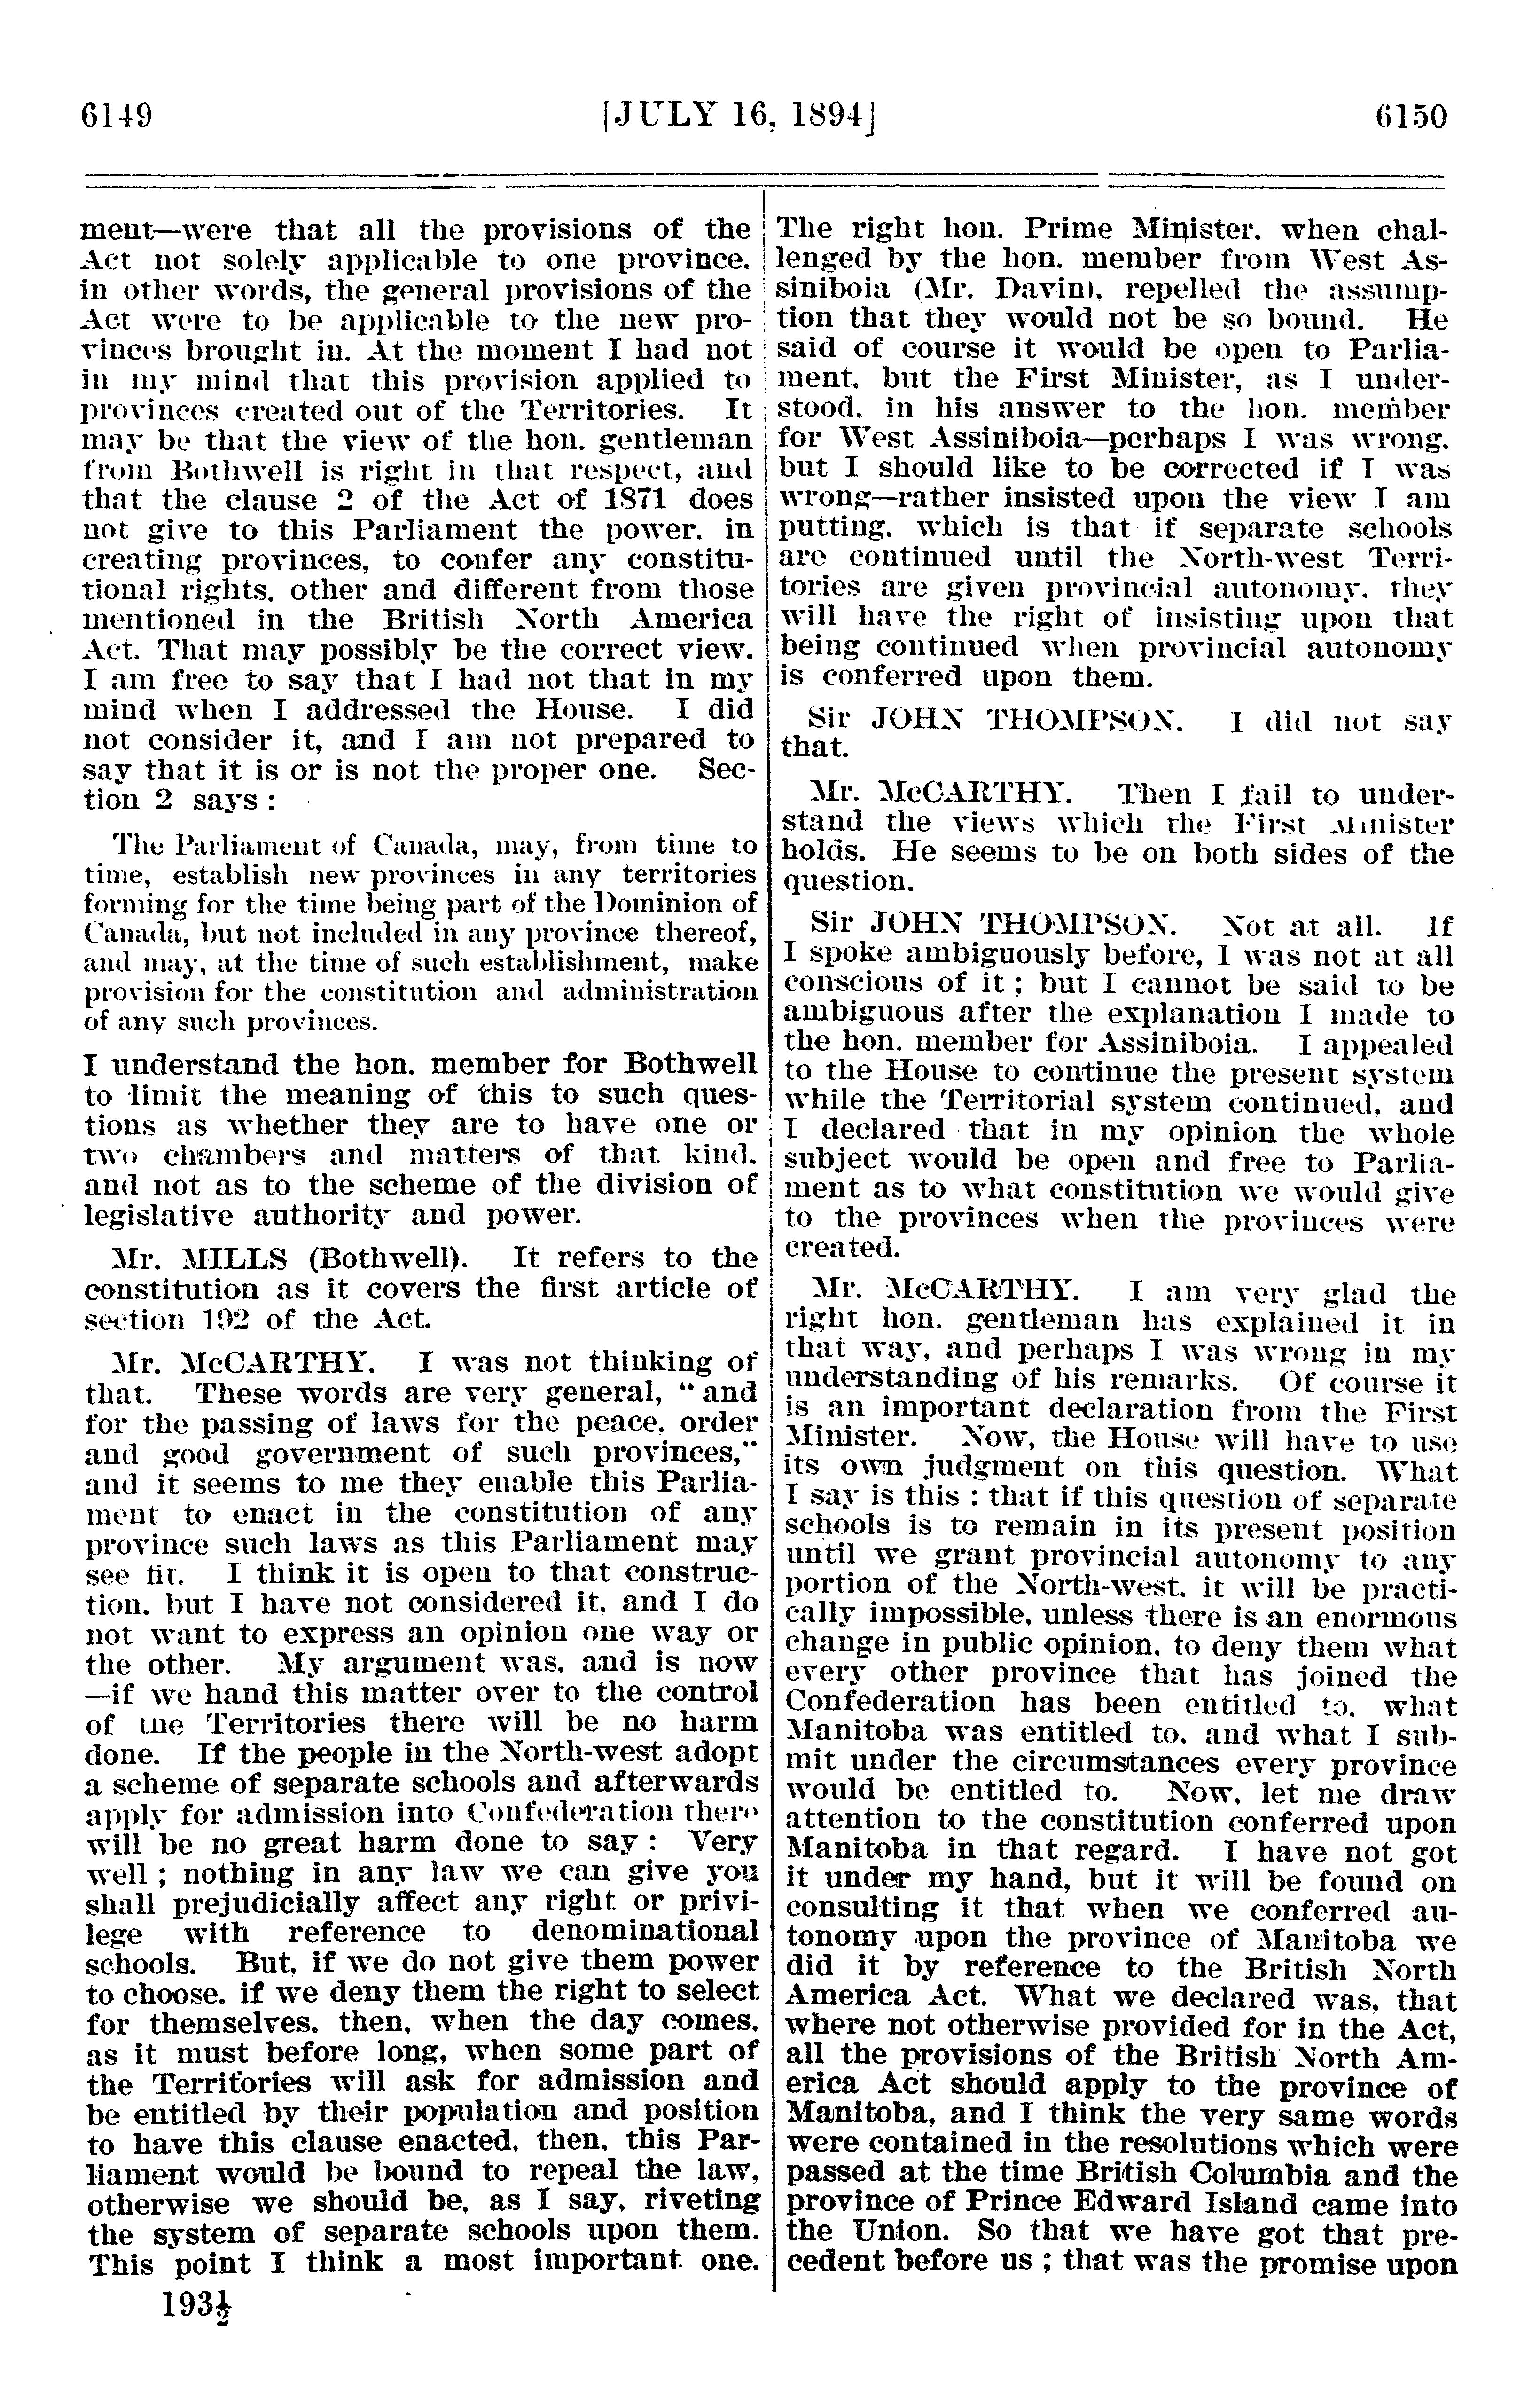 6149
[JULY 16, 1894]
6150
ment—were that all the provisions of the
Act not solely applicable to one province.
in other words, the general provisions of the
Act were to be applicable to the new pro-
vinces brought in. At the moment I had not
in my mind that this provision applied to
provinces created out of the Territories. It
may be that the view of the hon. gentleman
from Bothwell is right in that respect, and
that the clause 2 of the Act of 1871 does
not give to this Parliament the power, in
creating provinces, to confer any constitu-
tional rights, other and different from those
mentioned in the British North America
Act. That may possibly be the correct view.
I am free to say that I had not that in my
mind when I addressed the House. I did
not consider it, and I am not prepared to
say that it is or is not the proper one. Sec-
tion 2 says :
The Parliament of Canada, may, from time to
time, establish new provinces in any territories
forming for the time being part of the Dominion of
Canada, but not included in any province thereof,
and may, at the time of such establishment, make
provision for the constitution and administration
of any such provinces.
I understand the hon. member for Bothwell
to limit the meaning of this to such ques-
tions as whether they are to have one or
two chambers and matters of that kind.
and not as to the scheme of the division of
legislative authority and power.
Mr. MILLS (Bothwell). It refers to the
constitution as it covers the first article of
section 192 of the Act.
Mr. McCARTHY. I was not thinking of
that. These words are very general, "and
for the passing of laws for the peace, order
and good government of such provinces,"
and it seems to me they enable this Parlia-
ment to enact in the constitution of any
province such laws as this Parliament may
see fit. I think it is open to that construc-
tion, but I have not considered it, and I do
not want to express an opinion one way or
the other. My argument was, and is now
—if we hand this matter over to the control
of the Territories there will be no harm
done. If the people in the North-west adopt
a scheme of separate schools and afterwards
apply for admission into Confederation there
will be no great harm done to say : Very
well ; nothing in any law we can give you
shall prejudicially affect any right or privi-
lege with reference to denominational
schools. But, if we do not give them power
to choose, if we deny them the right to select
for themselves, then, when the day comes,
as it must before long, when some part of
the Territories will ask for admission and
be entitled by their population and position
to have this clause enacted, then, this Par-
liament would be bound to repeal the law,
otherwise we should be, as I say, riveting
the system of separate schools upon them.
This point I think a most important one.
193½
The right hon. Prime Minister, when chal-
lenged by the hon. member from West As-
siniboia (Mr. Davin), repelled the assump-
tion that they would not be so bound. He
said of course it would be open to Parlia-
ment, but the First Minister, as I under-
stood, in his answer to the hon. member
for West Assiniboia—perhaps I was wrong,
but I should like to be corrected if I was
wrong—rather insisted upon the view I am
putting, which is that if separate schools
are continued until the North-west Terri-
tories are given provincial autonomy, they
will have the right of insisting upon that
being continued when provincial autonomy
is conferred upon them.
Sir JOHN THOMPSON. I did not say
that.
Mr. McCARTHY. Then I fail to under-
stand the views which the First Minister
holds. He seems to be on both sides of the
question.
Sir JOHN THOMPSON. Not at all. If
I spoke ambiguously before, I was not at all
conscious of it ; but I cannot be said to be
ambiguous after the explanation I made to
the hon. member for Assiniboia. I appealed
to the House to continue the present system
while the Territorial system continued, and
I declared that in my opinion the whole
subject would be open and free to Parlia-
ment as to what constitution we would give
to the provinces when the provinces were
created.
Mr. McCARTHY. I am very glad the
right hon. gentleman has explained it in
that way, and perhaps I was wrong in my
understanding of his remarks. Of course it
is an important declaration from the First
Minister. Now, the House will have to use
its own judgment on this question. What
I say is this : that if this question of separate
schools is to remain in its present position
until we grant provincial autonomy to any
portion of the North-west, it will be practi-
cally impossible, unless there is an enormous
change in public opinion, to deny them what
every other province that has joined the
Confederation has been entitled to, what
Manitoba was entitled to, and what I sub-
mit under the circumstances every province
would be entitled to. Now, let me draw
attention to the constitution conferred upon
Manitoba in that regard. I have not got
it under my hand, but it will be found on
consulting it that when we conferred au-
tonomy upon the province of Manitoba we
did it by reference to the British North
America Act. What we declared was, that
where not otherwise provided for in the Act,
all the provisions of the British North Am-
erica Act should apply to the province of
Manitoba, and I think the very same words
were contained in the resolutions which were
passed at the time British Columbia and the
province of Prince Edward Island came into
the Union. So that we have got that pre-
cedent before us ; that was the promise upon